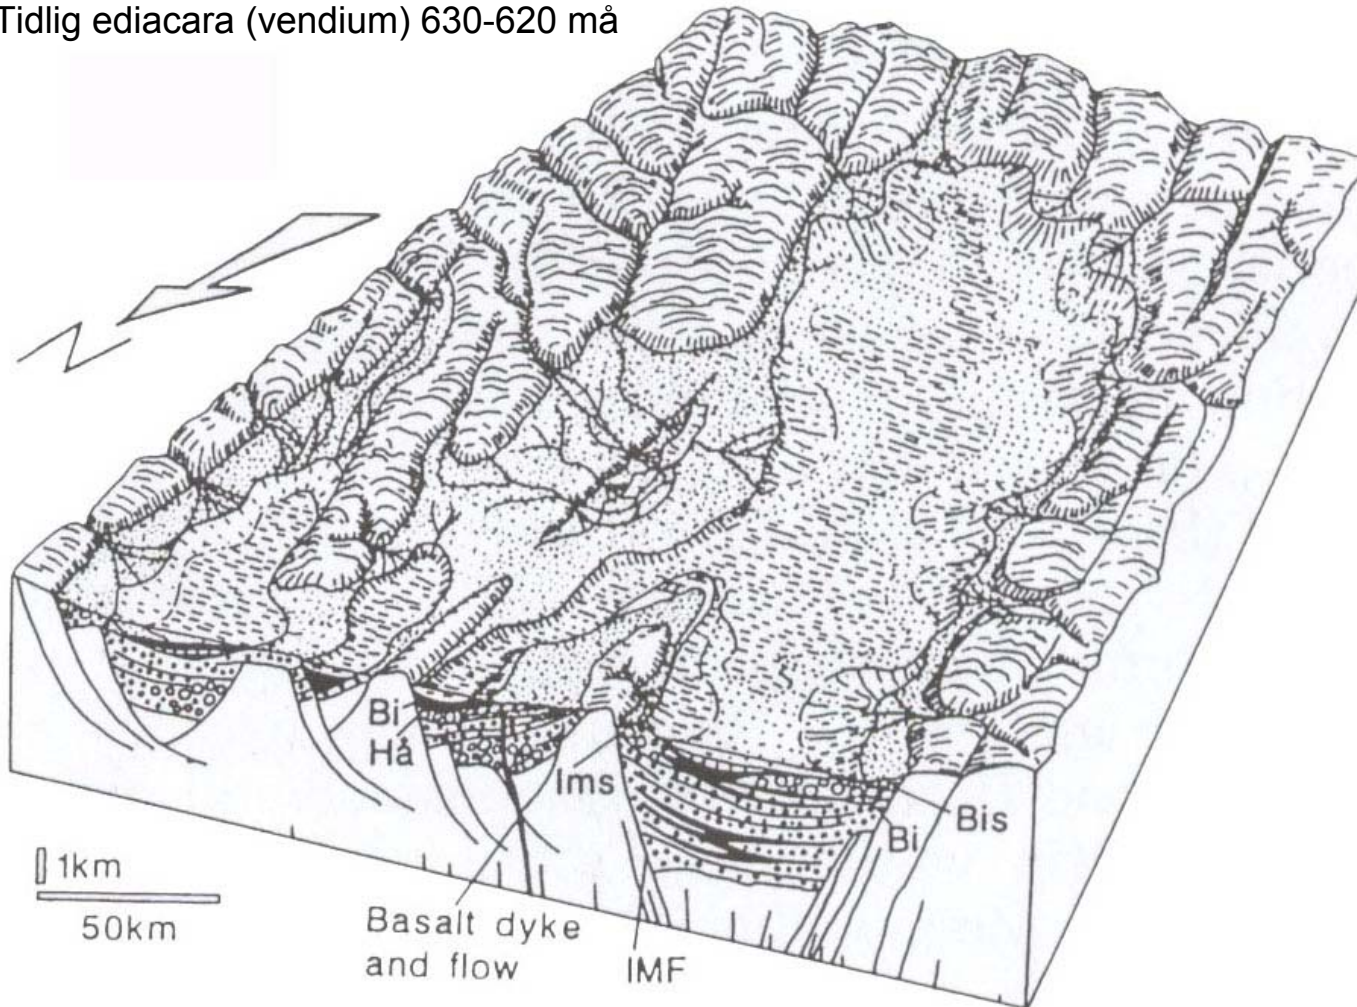 Tidlig ediacara (vendium) 630-620 må
Bi
Hå
Ims
Bi
Bis
1km
50km
Basalt dyke
and flow
IMF